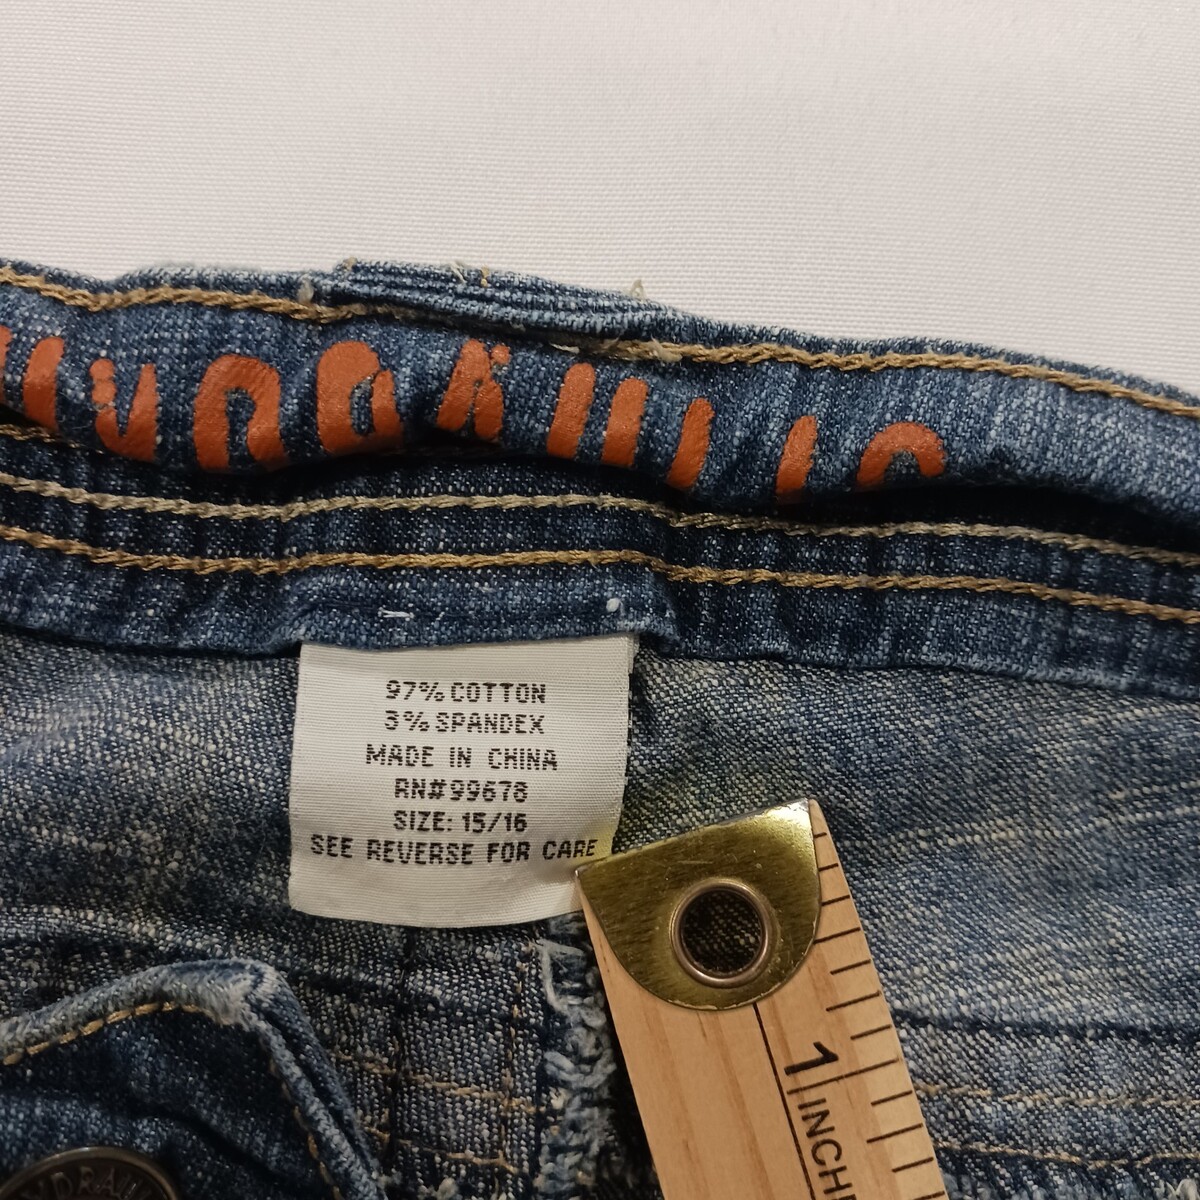 97% COTTON
3% SPANDEX
MADE IN CHINA
RN#99678
SIZE: 15/16
SEE REVERSE FOR CARE
1 INCH